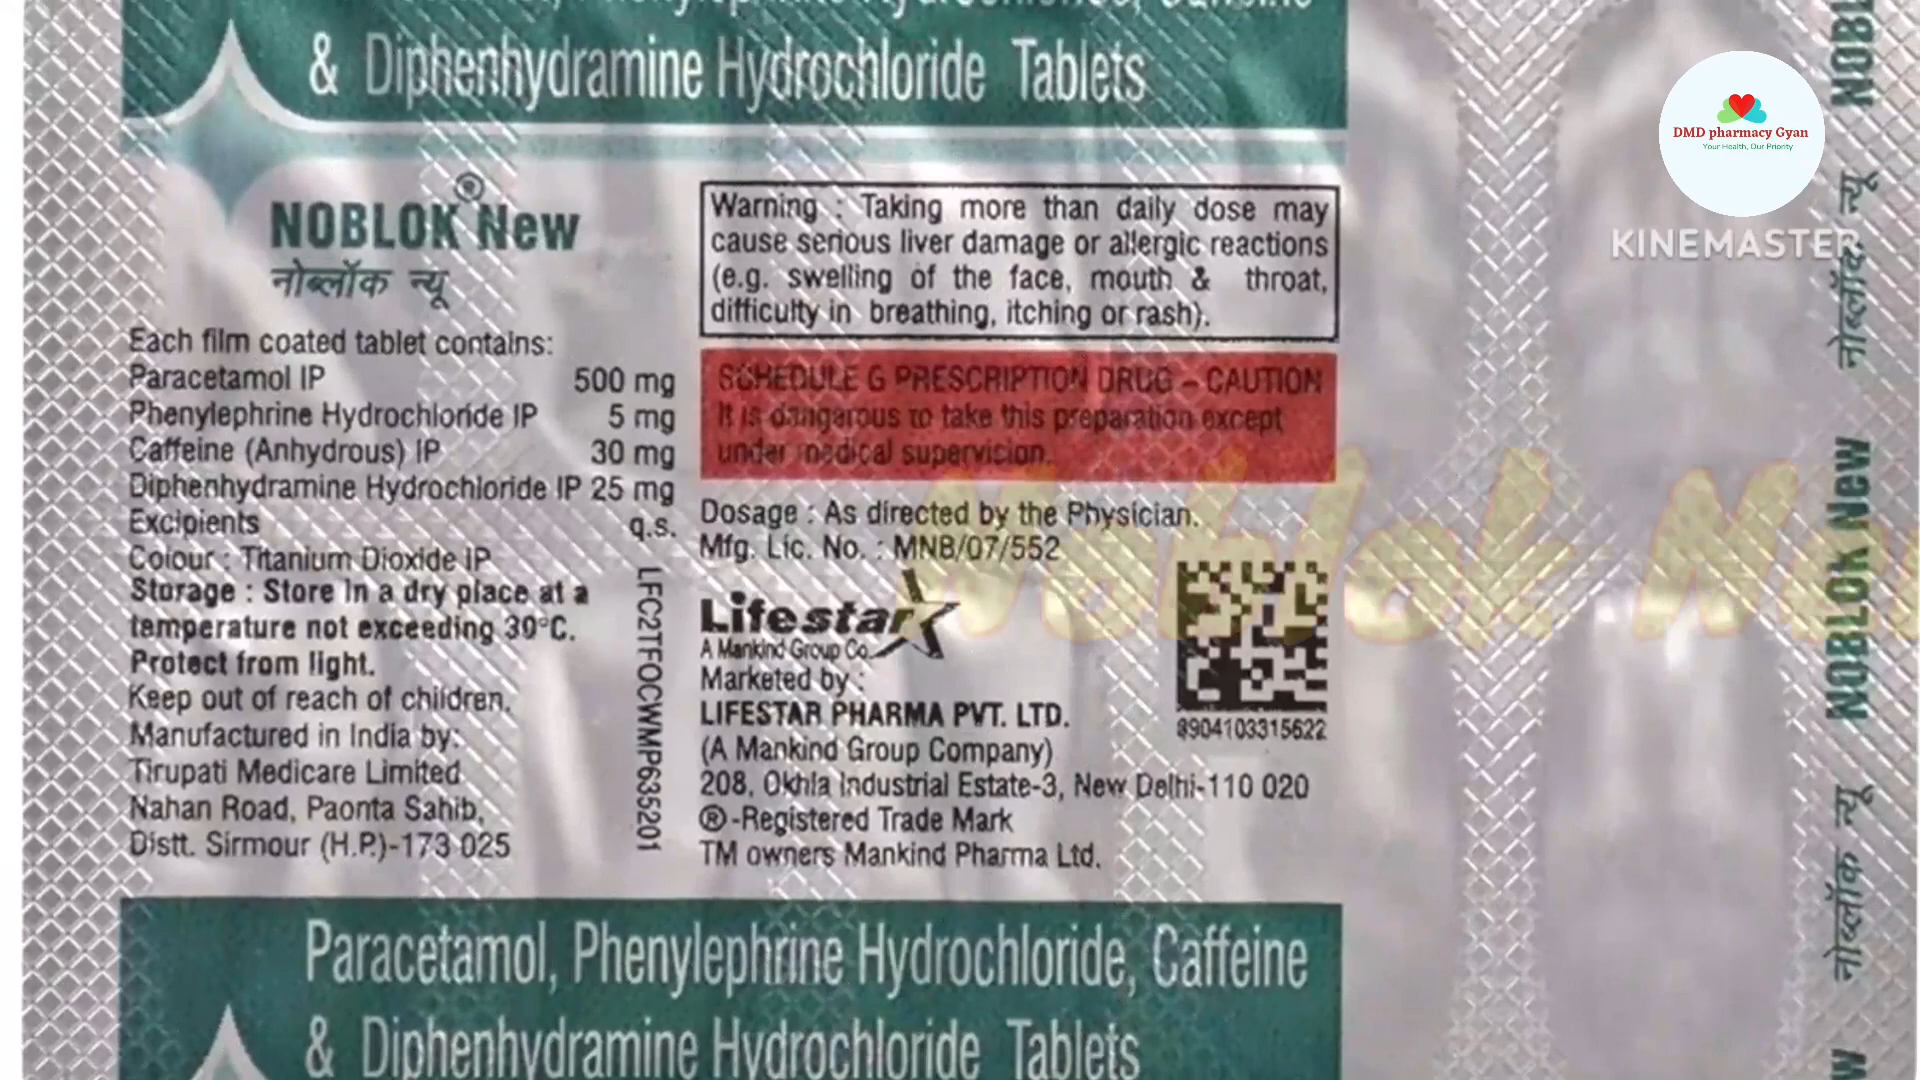 & Diphenhydramine Hydrochloride Tablets
DMD pharmacy Gyan
Your Health, Our Priority
KINEMASTER
NOBLOK® New
नोब्लॉक न्यू
Each film coated tablet contains:
Paracetamol IP 500 mg
Phenylephrine Hydrochloride IP 5 mg
Caffeine (Anhydrous) IP 30 mg
Diphenhydramine Hydrochloride IP 25 mg
Excipients q.s.
Colour : Titanium Dioxide IP
Storage : Store in a dry place at a
temperature not exceeding 30°C.
Protect from light.
Keep out of reach of children.
Manufactured in India by:
Tirupati Medicare Limited
Nahan Road, Paonta Sahib,
Distt. Sirmour (H.P.)-173 025
LFC2TFOCWMP635201
Warning : Taking more than daily dose may
cause serious liver damage or allergic reactions
(e.g. swelling of the face, mouth & throat,
difficulty in breathing, itching or rash).
SCHEDULE G PRESCRIPTION DRUG – CAUTION
It is dangerous to take this preparation except
under medical supervision.
Dosage : As directed by the Physician.
Mfg. Lic. No. : MNB/07/552
Lifestar
A Mankind Group Co.
Marketed by :
LIFESTAR PHARMA PVT. LTD.
(A Mankind Group Company)
208, Okhla Industrial Estate-3, New Delhi-110 020
®-Registered Trade Mark
TM owners Mankind Pharma Ltd.
8904103315622
Noblok
Paracetamol, Phenylephrine Hydrochloride, Caffeine
& Diphenhydramine Hydrochloride Tablets
नोब्लॉक न्यू
NOBLOK New
नोब्लॉक न्यू